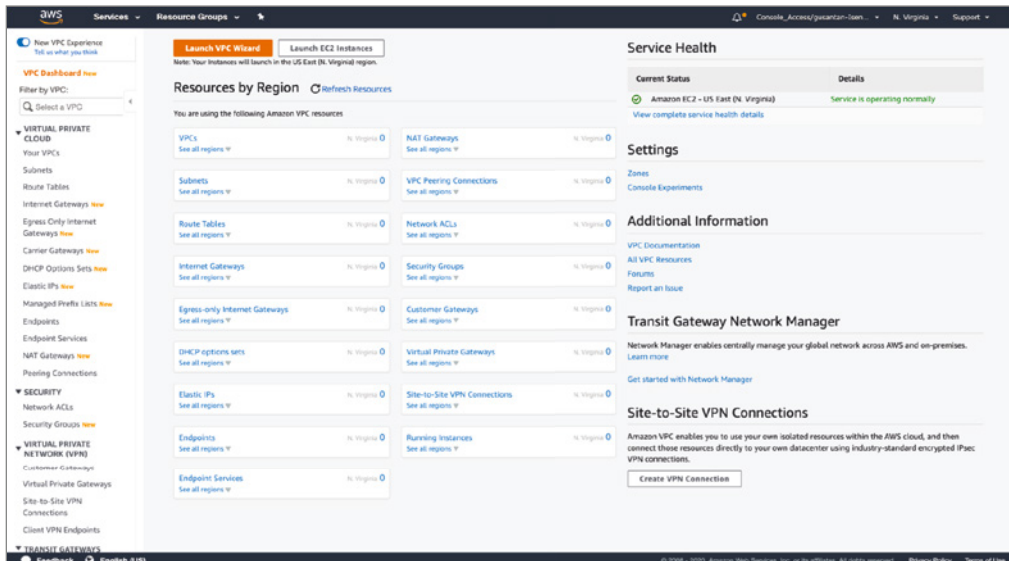 aws
Services
Resource Groups
Console_Access/gusantan-Isen...
N. Virginia
Support
New VPC Experience
Tell us what you think
VPC Dashboard New
Filter by VPC:
Select a VPC
VIRTUAL PRIVATE
CLOUD
Your VPCs
Subnets
Route Tables
Internet Gateways New
Egress Only Internet
Gateways New
Carrier Gateways New
DHCP Options Sets New
Elastic IPs New
Managed Prefix Lists New
Endpoints
Endpoint Services
NAT Gateways New
Peering Connections
SECURITY
Network ACLs
Security Groups New
VIRTUAL PRIVATE
NETWORK (VPN)
Customer Gateways
Virtual Private Gateways
Site-to-Site VPN
Connections
Client VPN Endpoints
TRANSIT GATEWAYS
Launch VPC Wizard
Launch EC2 Instances
Note: Your Instances will launch in the US East (N. Virginia) region.
Resources by Region
Refresh Resources
You are using the following Amazon VPC resources
VPCs N. Virginia 0
See all regions
NAT Gateways N. Virginia 0
See all regions
Subnets N. Virginia 0
See all regions
VPC Peering Connections N. Virginia 0
See all regions
Route Tables N. Virginia 0
See all regions
Network ACLs N. Virginia 0
See all regions
Internet Gateways N. Virginia 0
See all regions
Security Groups N. Virginia 0
See all regions
Egress-only Internet Gateways N. Virginia 0
See all regions
Customer Gateways N. Virginia 0
See all regions
DHCP options sets N. Virginia 0
See all regions
Virtual Private Gateways N. Virginia 0
See all regions
Elastic IPs N. Virginia 0
See all regions
Site-to-Site VPN Connections N. Virginia 0
See all regions
Endpoints N. Virginia 0
See all regions
Running Instances N. Virginia 0
See all regions
Endpoint Services N. Virginia 0
See all regions
Service Health
Current Status Details
Amazon EC2 - US East (N. Virginia) Service is operating normally
View complete service health details
Settings
Zones
Console Experiments
Additional Information
VPC Documentation
All VPC Resources
Forums
Report an Issue
Transit Gateway Network Manager
Network Manager enables centrally manage your global network across AWS and on-premises.
Learn more
Get started with Network Manager
Site-to-Site VPN Connections
Amazon VPC enables you to use your own isolated resources within the AWS cloud, and then
connect those resources directly to your own datacenter using industry-standard encrypted IPsec
VPN connections.
Create VPN Connection
Feedback
English (US)
© 2008 - 2020, Amazon Web Services, Inc. or its affiliates. All rights reserved.
Privacy Policy
Terms of Use